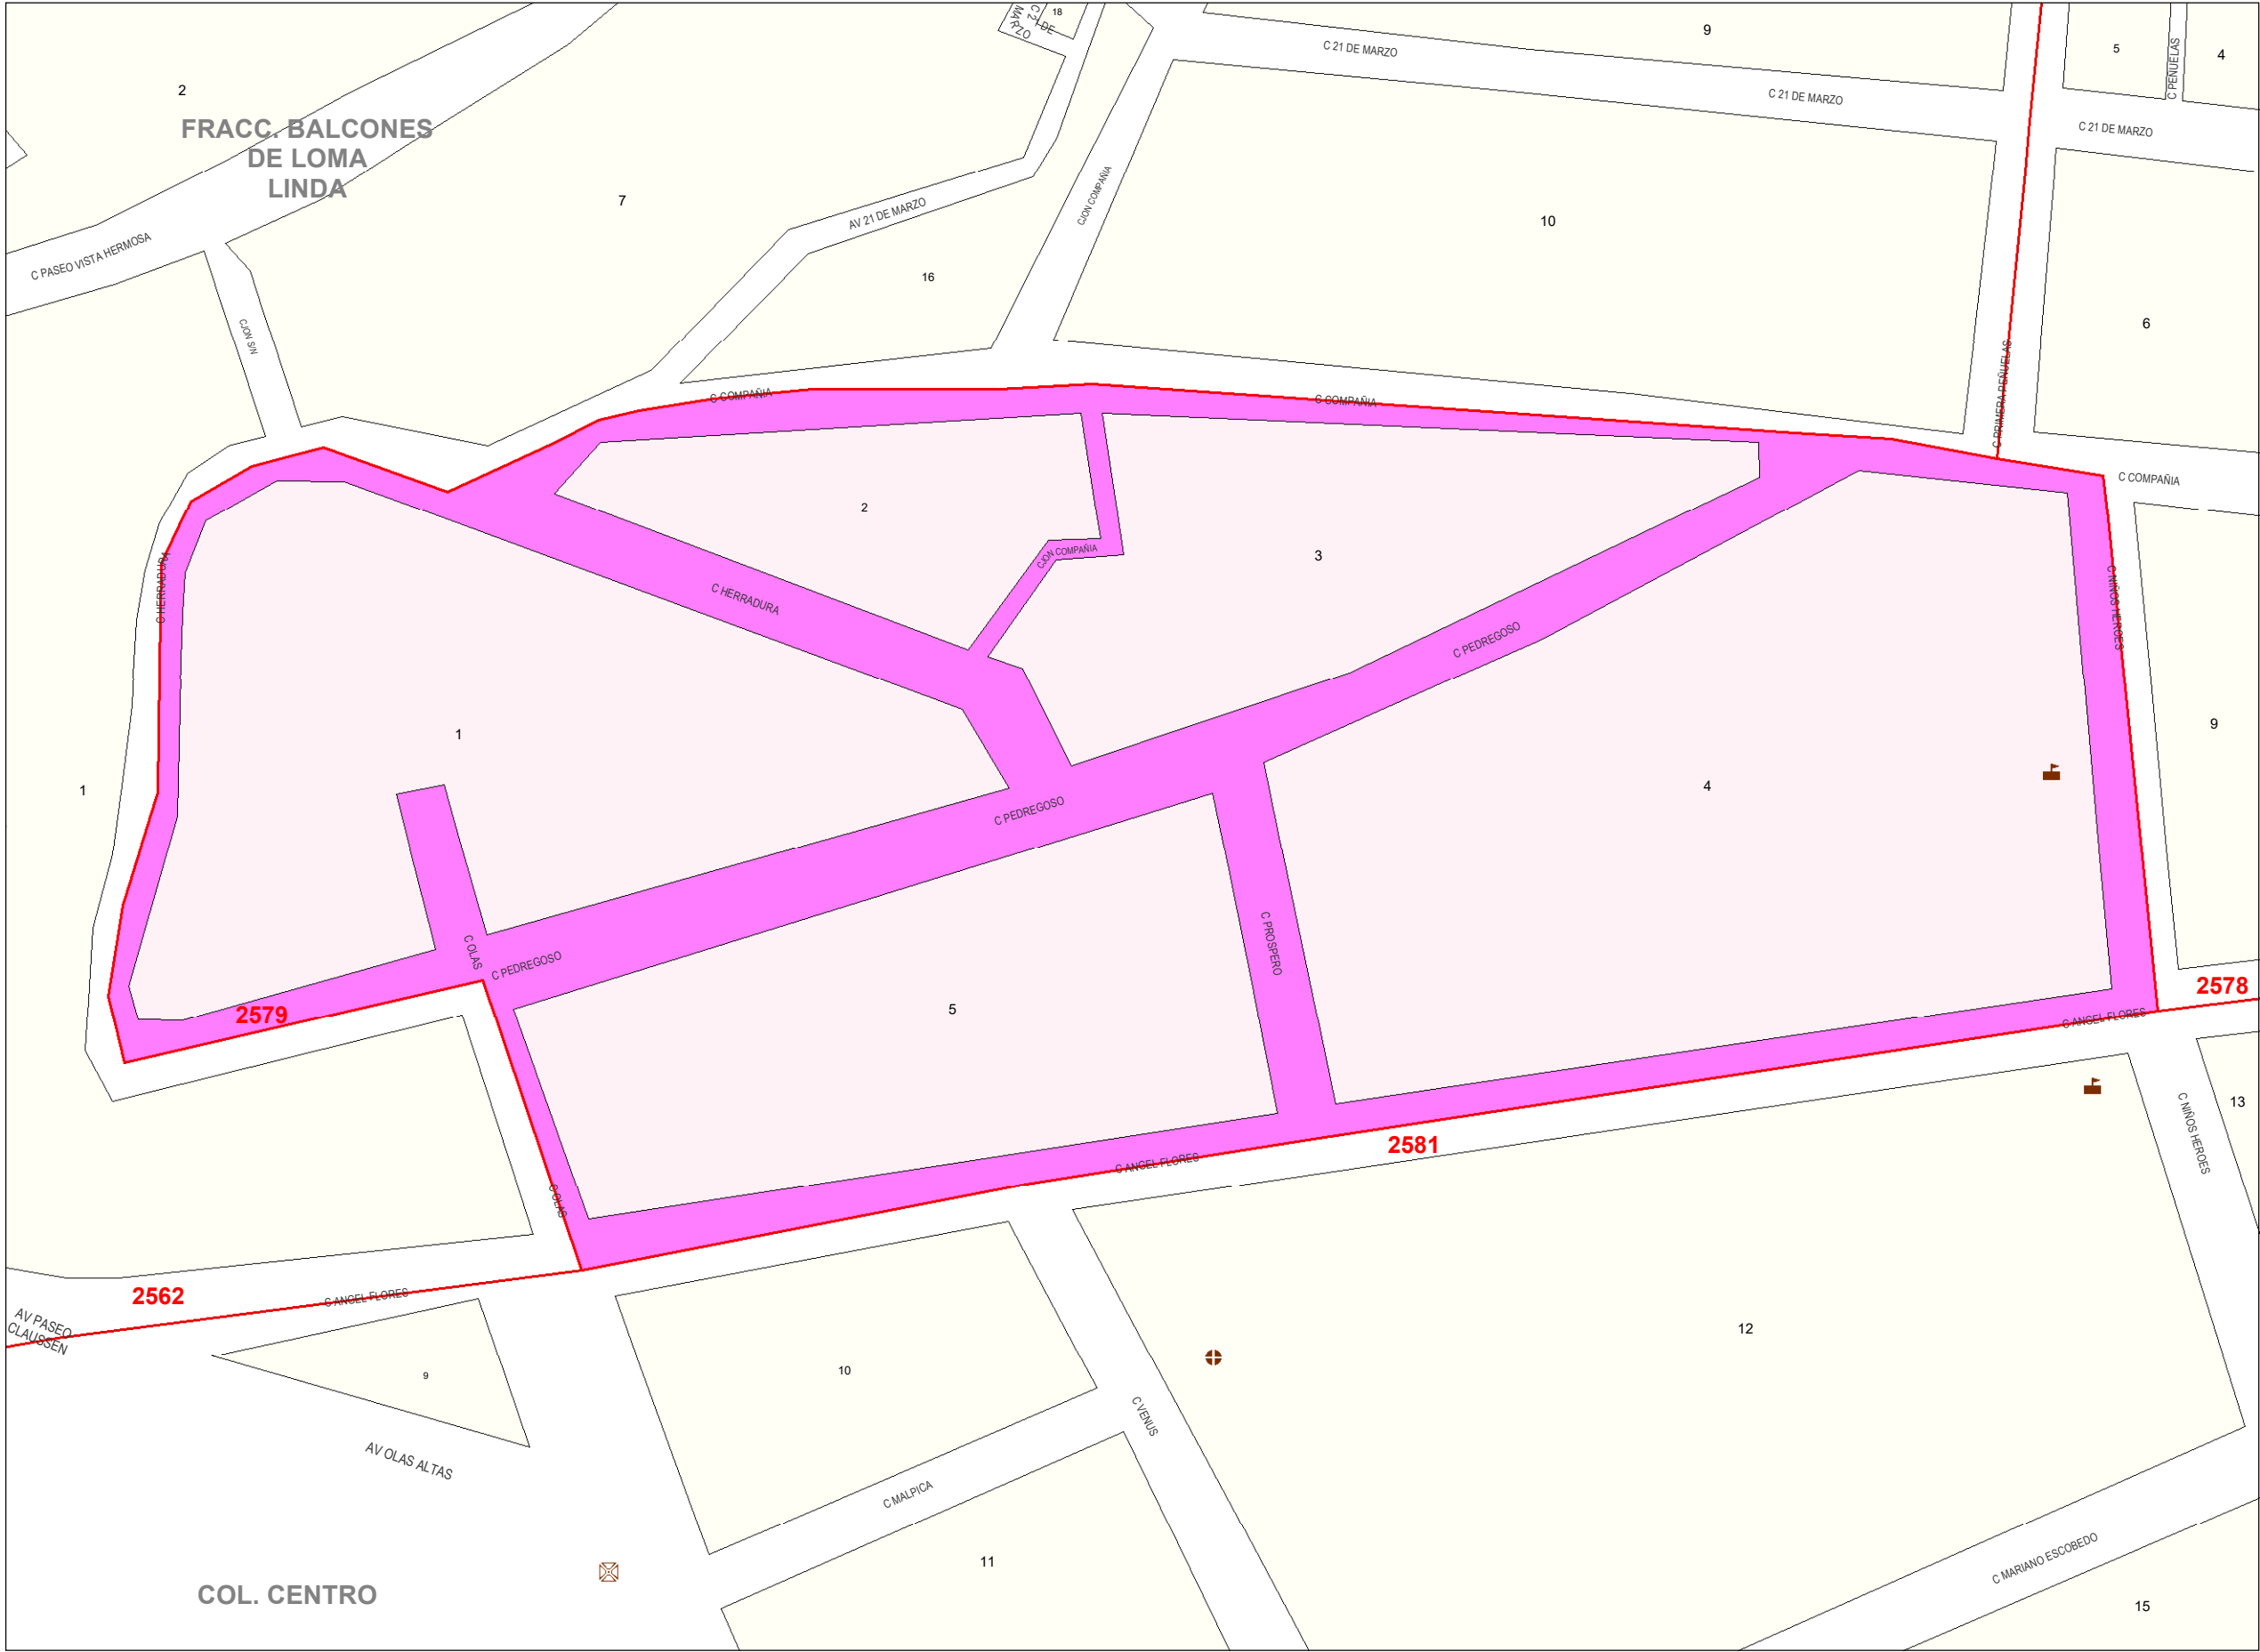 18
C 21 DE
MARZO
9
C 21 DE MARZO
5
C PEÑUELAS
4
2
C 21 DE MARZO
C 21 DE MARZO
FRACC. BALCONES
DE LOMA
LINDA
7
AV 21 DE MARZO
CJON COMPAÑIA
10
C PASEO VISTA HERMOSA
16
CJON S/N
6
C PRIMERA PEÑUELAS
C COMPAÑIA
C COMPAÑIA
C COMPAÑIA
2
CJON COMPAÑIA
3
C HERRADURA
C HERRADURA
C NIÑOS HEROES
C PEDREGOSO
1
9
1
4
C PEDREGOSO
C OLAS
C PEDREGOSO
C PROSPERO
2578
5
2579
C ANGEL FLORES
13
2581
C NIÑOS HEROES
C ANGEL FLORES
C OLAS
2562
C ANGEL FLORES
AV PASEO
CLAUSSEN
12
9
10
C VENUS
AV OLAS ALTAS
C MALPICA
11
C MARIANO ESCOBEDO
COL. CENTRO
15